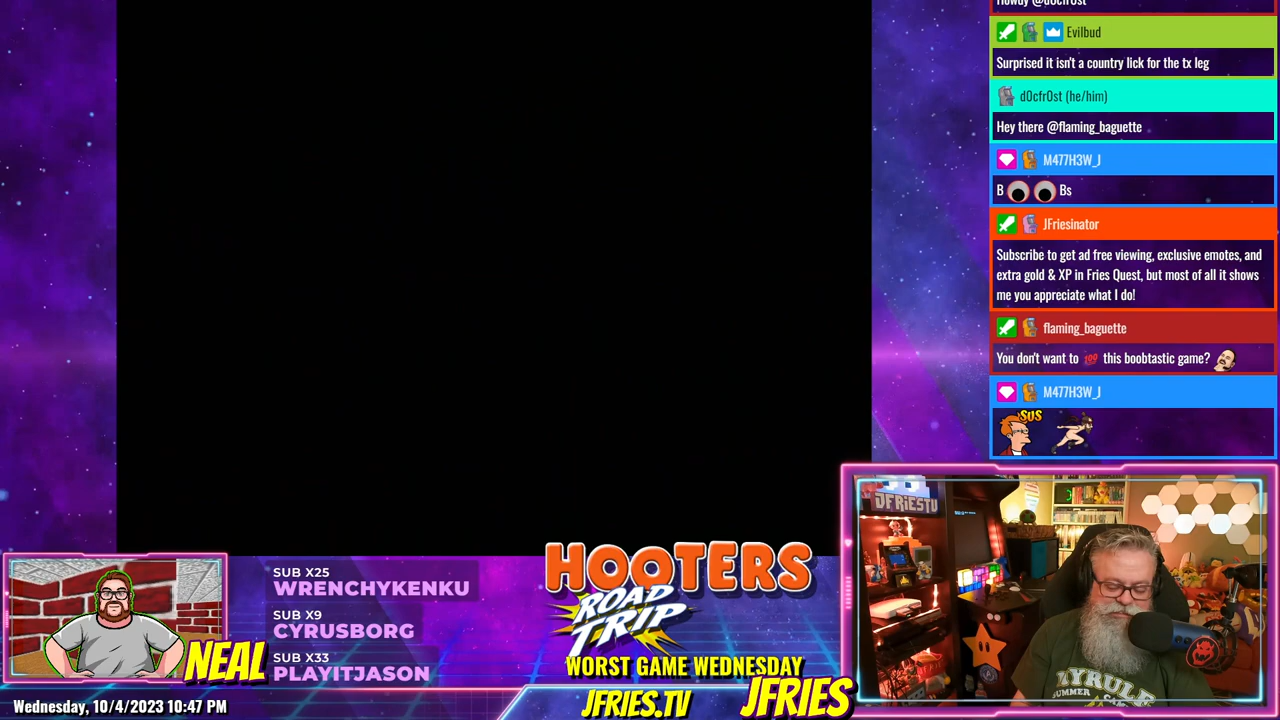 Howdy @d0cfr0st
Evilbud
Surprised it isn't a country lick for the tx leg
d0cfr0st (he/him)
Hey there @flaming_baguette
M477H3W_J
B Bs
JFriesinator
Subscribe to get ad free viewing, exclusive emotes, and
extra gold & XP in Fries Quest, but most of all it shows
me you appreciate what I do!
flaming_baguette
You don't want to 100 this boobtastic game?
M477H3W_J
SUS
JFRIESTV
HYRULE
SUMMER
SUB X25
WRENCHYKENKU
SUB X9
CYRUSBORG
SUB X33
PLAYITJASON
NEAL
HOOTERS
ROAD
TRIP
WORST GAME WEDNESDAY
JFRIES.TV
JFRIES
Wednesday, 10/4/2023 10:47 PM